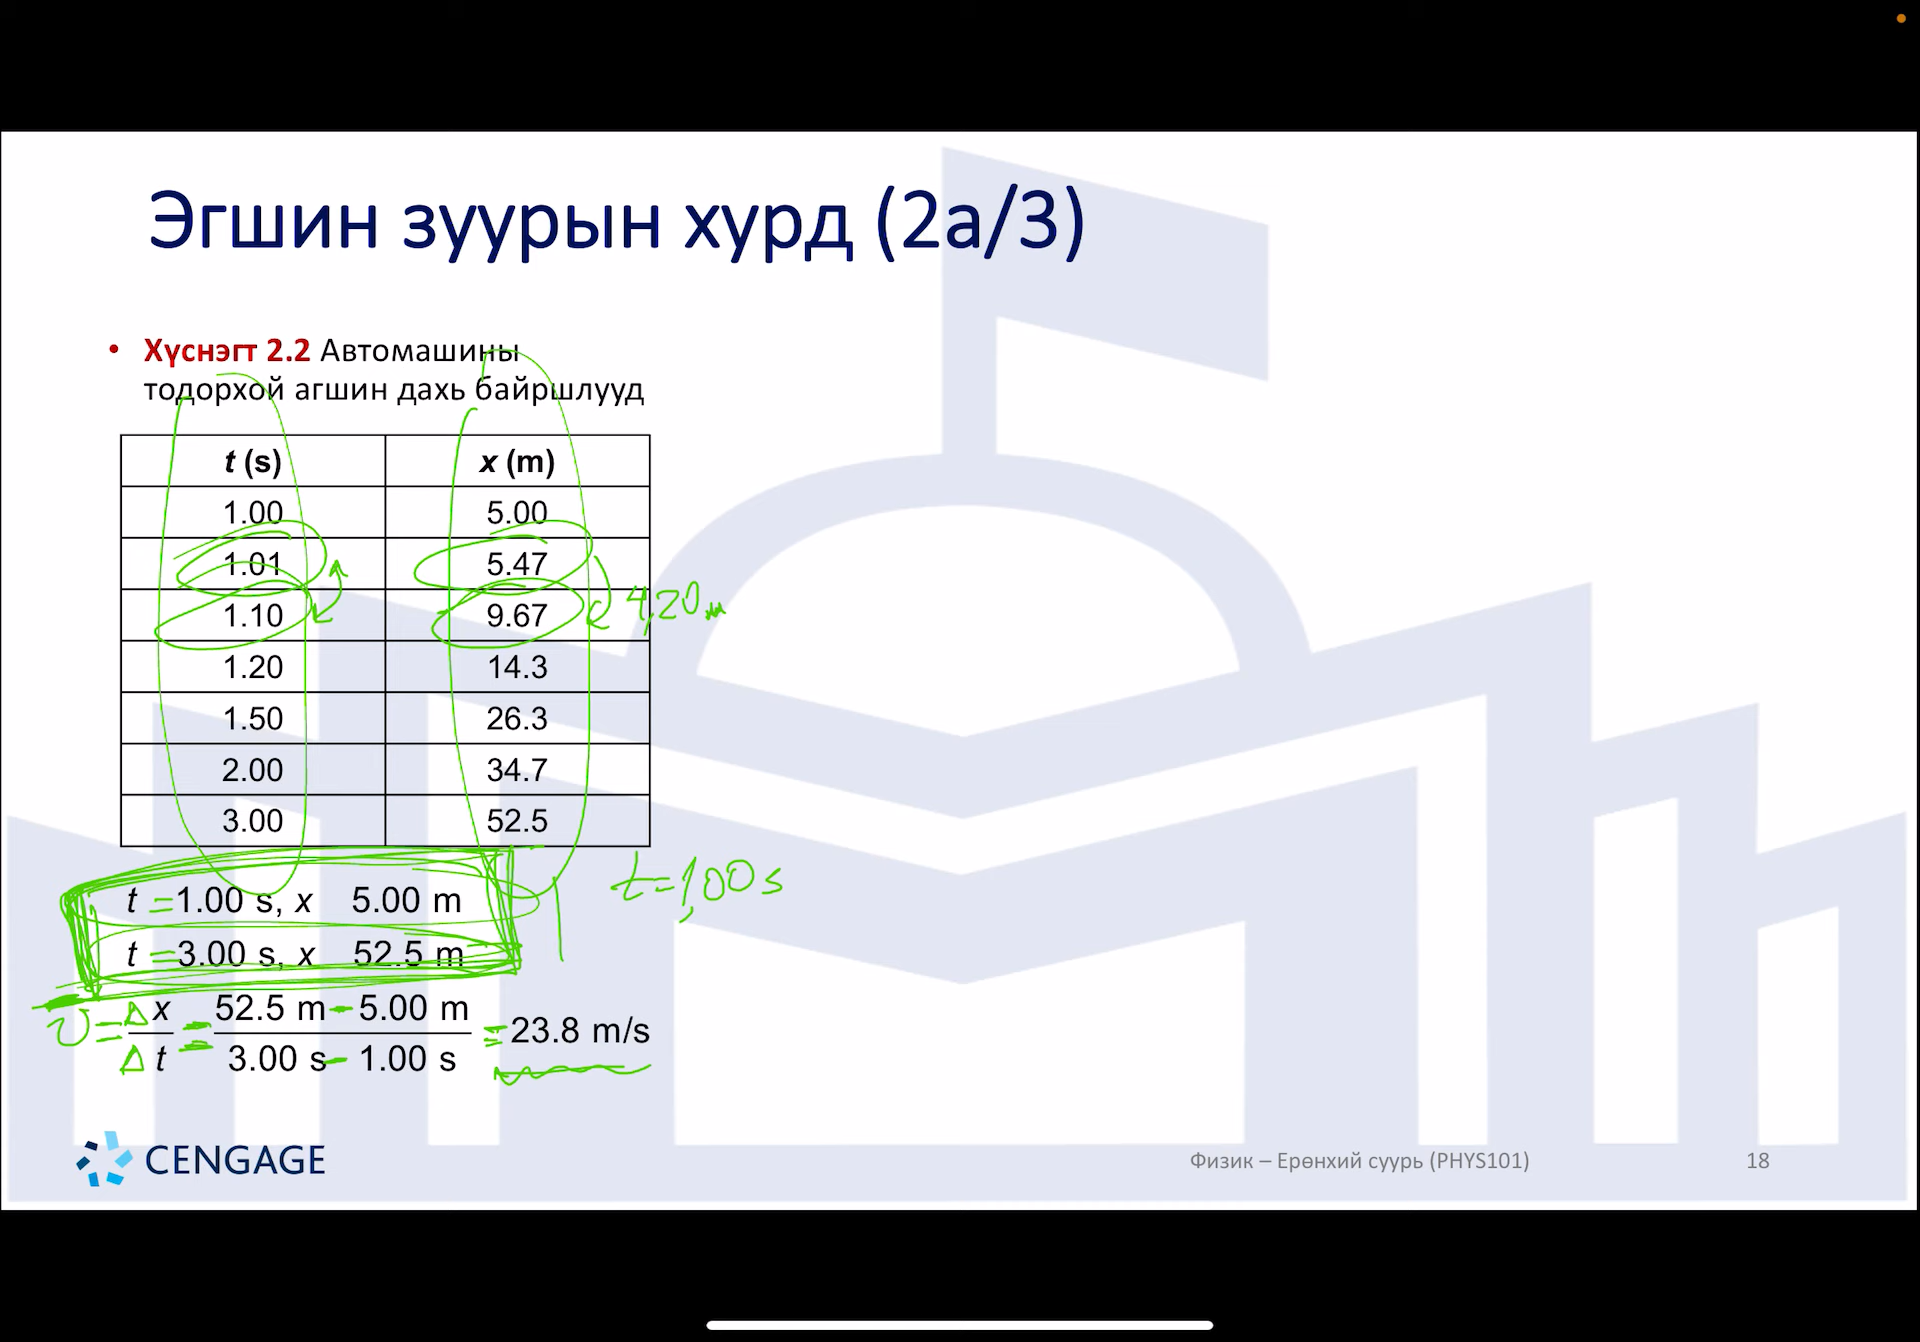 Эгшин зуурын хурд (2a/3)
• Хүснэгт 2.2 Автомашины
тодорхой агшин дахь байршлууд
t (s) x (m)
1.00 5.00
1.01 5.47
1.10 9.67
4,20м
1.20 14.3
1.50 26.3
2.00 34.7
3.00 52.5
t=1,00s
t = 1.00 s, x 5.00 m
t = 3.00 s, x 52.5 m
v = Δx / Δt = 52.5 m - 5.00 m / 3.00 s - 1.00 s = 23.8 m/s
CENGAGE
Физик – Ерөнхий суурь (PHYS101)
18